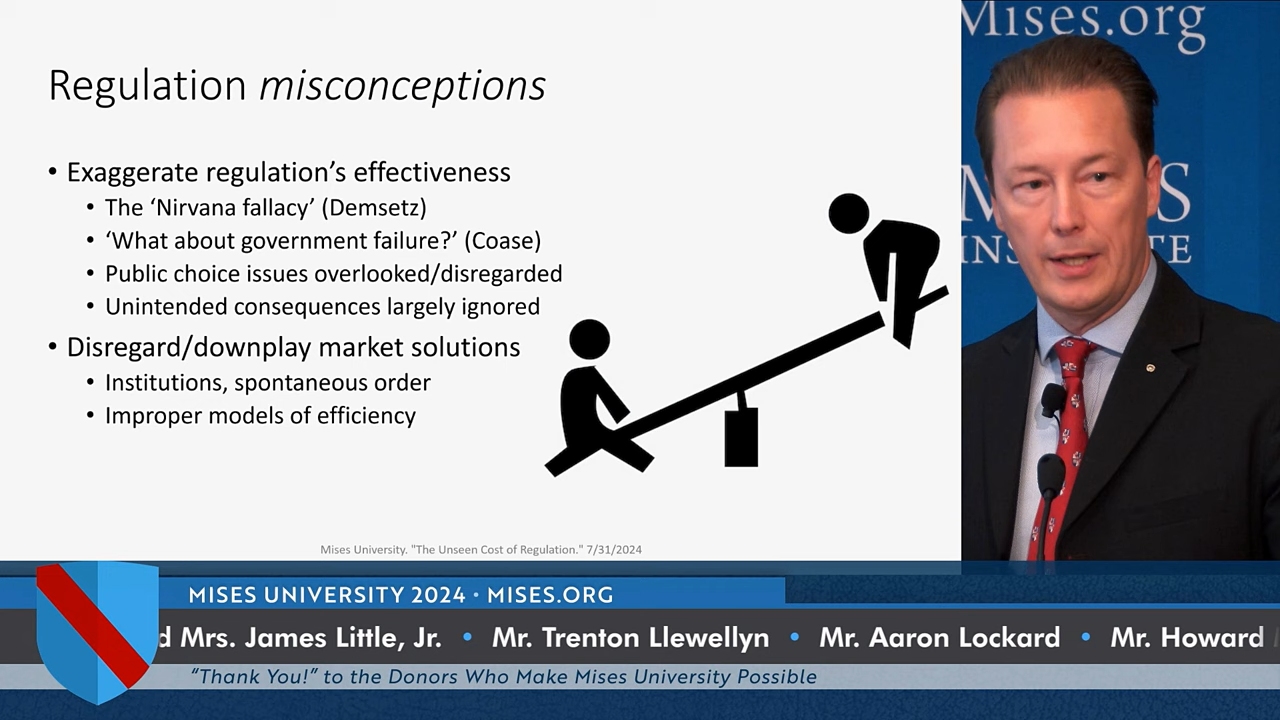 Regulation misconceptions
• Exaggerate regulation’s effectiveness
• The ‘Nirvana fallacy’ (Demsetz)
• ‘What about government failure?’ (Coase)
• Public choice issues overlooked/disregarded
• Unintended consequences largely ignored
• Disregard/downplay market solutions
• Institutions, spontaneous order
• Improper models of efficiency
Mises University. "The Unseen Cost of Regulation." 7/31/2024
Mises.org
MISES UNIVERSITY 2024 • MISES.ORG
d Mrs. James Little, Jr. • Mr. Trenton Llewellyn • Mr. Aaron Lockard • Mr. Howard
“Thank You!” to the Donors Who Make Mises University Possible